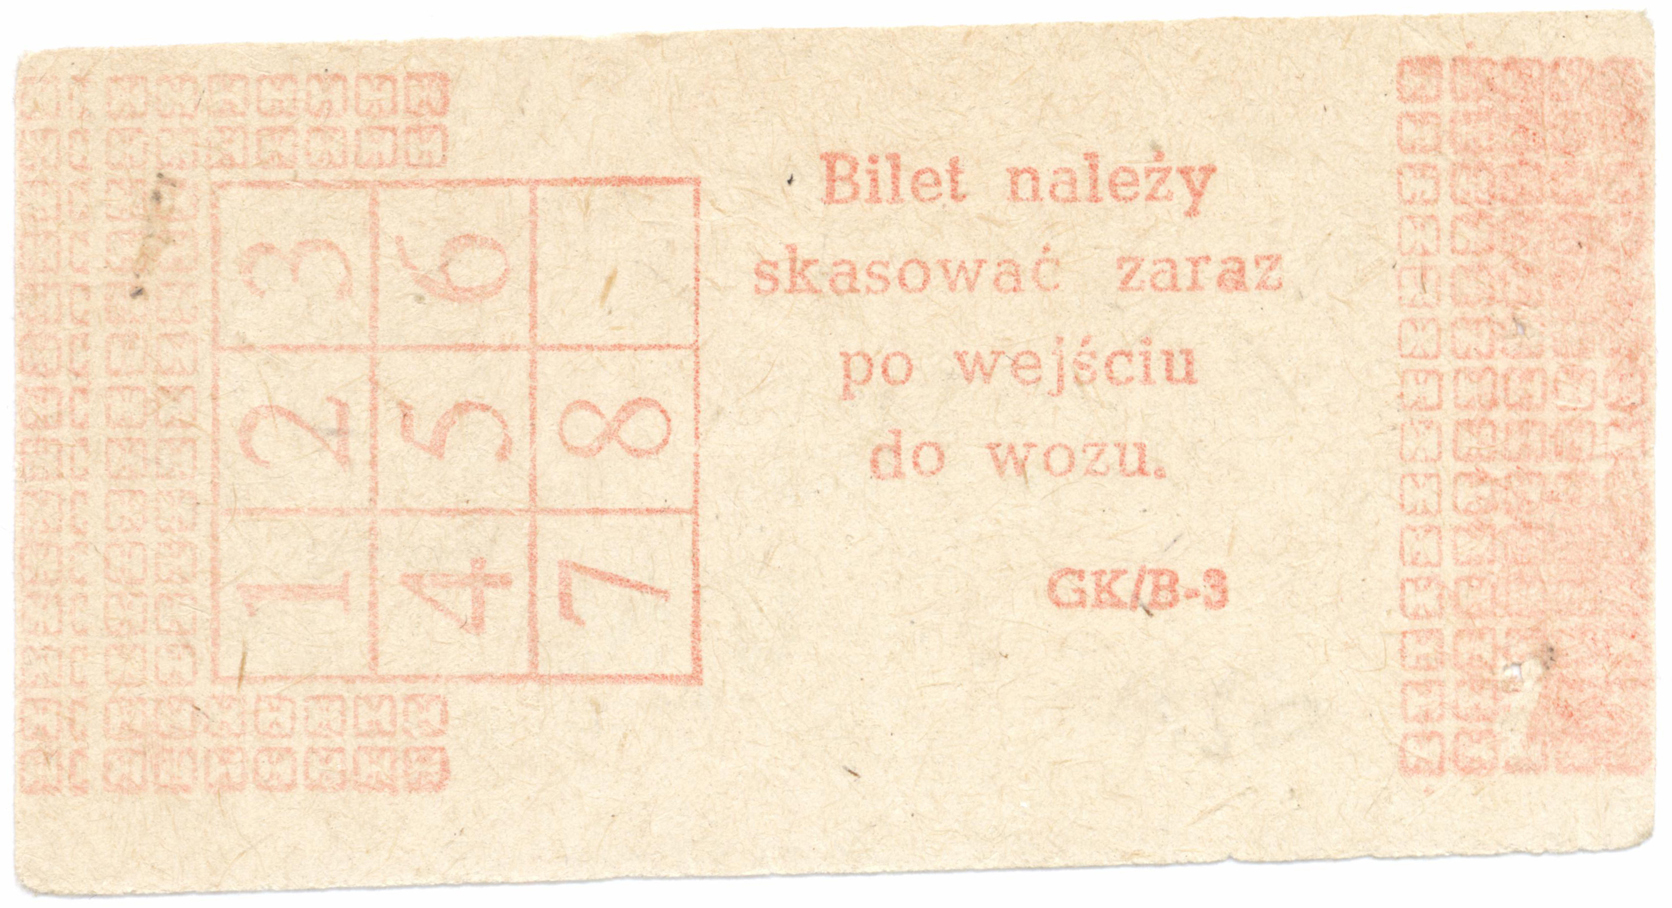 Bilet należy
skasować zaraz
po wejściu
do wozu.
GK/B-3
3 6
2 5 8
1 4 7